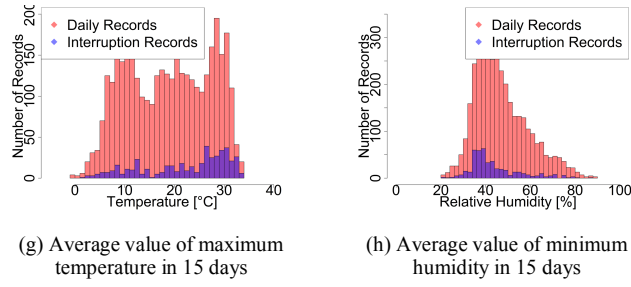 Daily Records
Interruption Records
Number of Records
0 50 100 150 200
0 10 20 30 40
Temperature [°C]
(g) Average value of maximum
temperature in 15 days
Daily Records
Interruption Records
Number of Records
0 100 200 300
0 20 40 60 80 100
Relative Humidity [%]
(h) Average value of minimum
humidity in 15 days